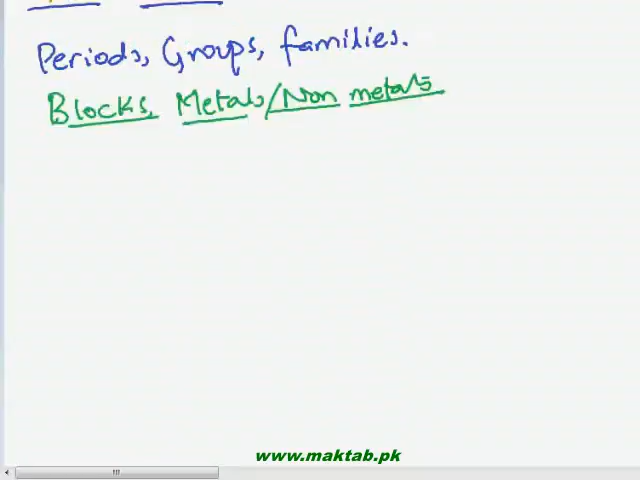 Periods, Groups, families.
Blocks, Metals/Non metals
www.maktab.pk